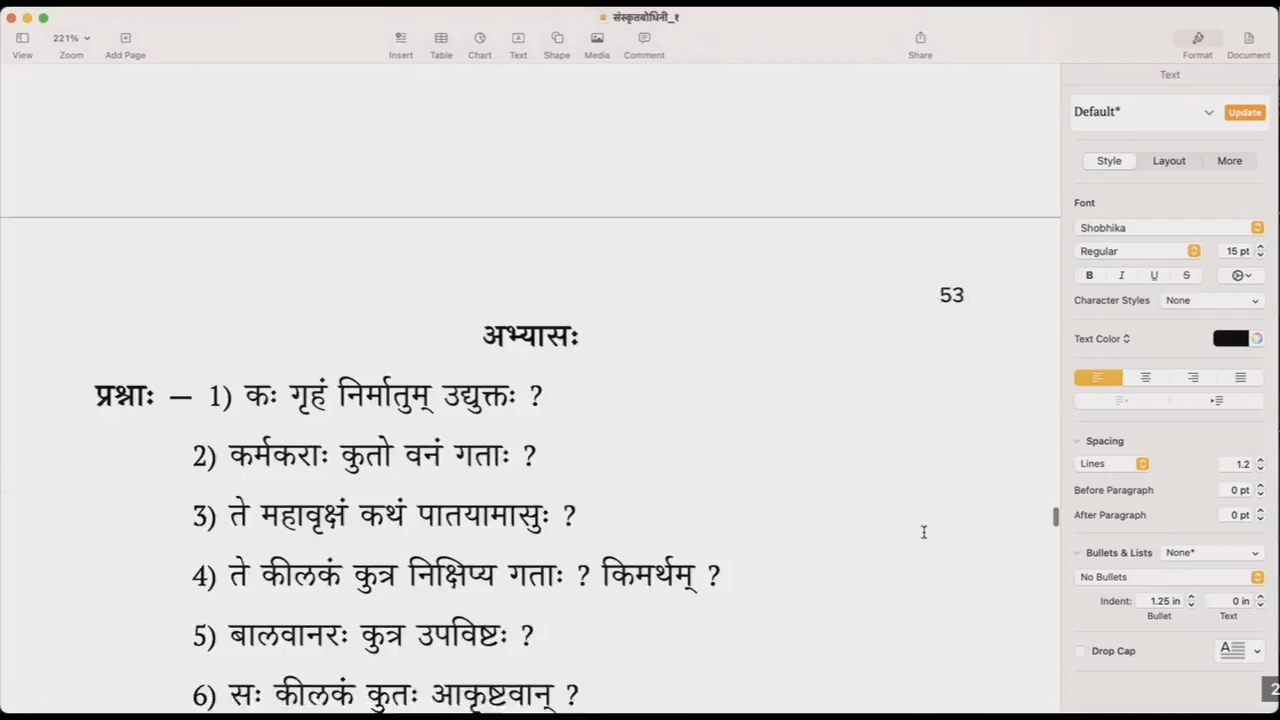 संस्कृतबोधिनी_१
221%
View
Zoom
Add Page
Insert
Table
Chart
Text
Shape
Media
Comment
Share
Format
Document
Text
Default*
Update
Style
Layout
More
Font
Shobhika
Regular
15 pt
B I U S
Character Styles
None
Text Color
Spacing
Lines
1.2
Before Paragraph
0 pt
After Paragraph
0 pt
Bullets & Lists
None*
No Bullets
Indent:
1.25 in
0 in
Bullet
Text
Drop Cap
A
2
53
अभ्यासः
प्रश्नाः – 1) कः गृहं निर्मातुम् उद्युक्तः ?
2) कर्मकराः कुतो वनं गताः ?
3) ते महावृक्षं कथं पातयामासुः ?
4) ते कीलकं कुत्र निक्षिप्य गताः ? किमर्थम् ?
5) बालवानरः कुत्र उपविष्टः ?
6) सः कीलकं कुतः आकृष्टवान् ?